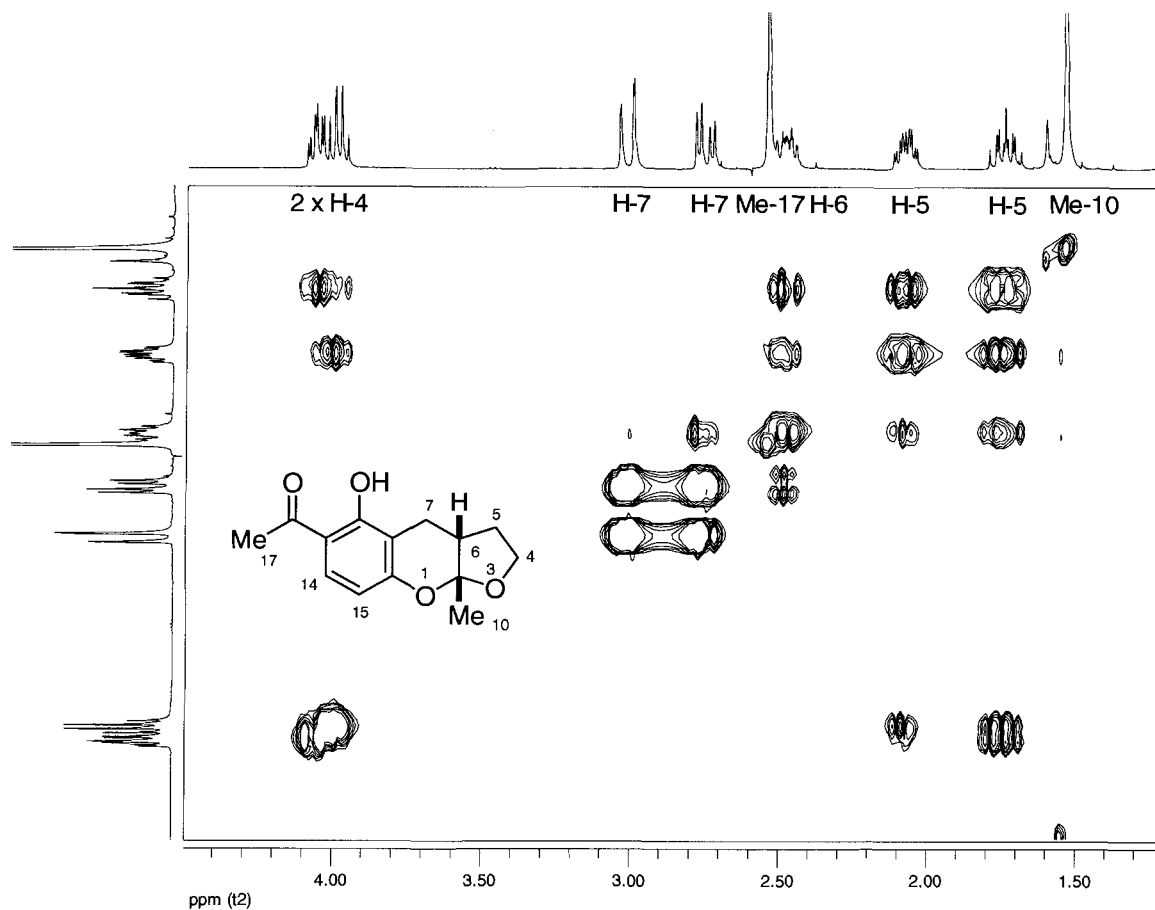 2 x H-4 H-7 H-7 Me-17 H-6 H-5 H-5 Me-10
O OH
7 H 5
Me 6 4
17 1 3
14 O O
15 Me 10
4.00 3.50 3.00 2.50 2.00 1.50
ppm (t2)